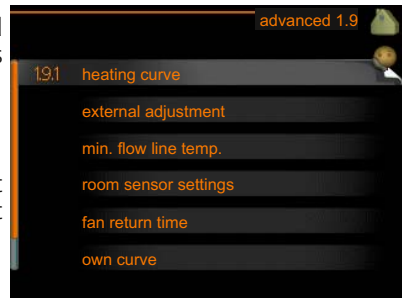 advanced 1.9
1.9.1 heating curve
external adjustment
min. flow line temp.
room sensor settings
fan return time
own curve